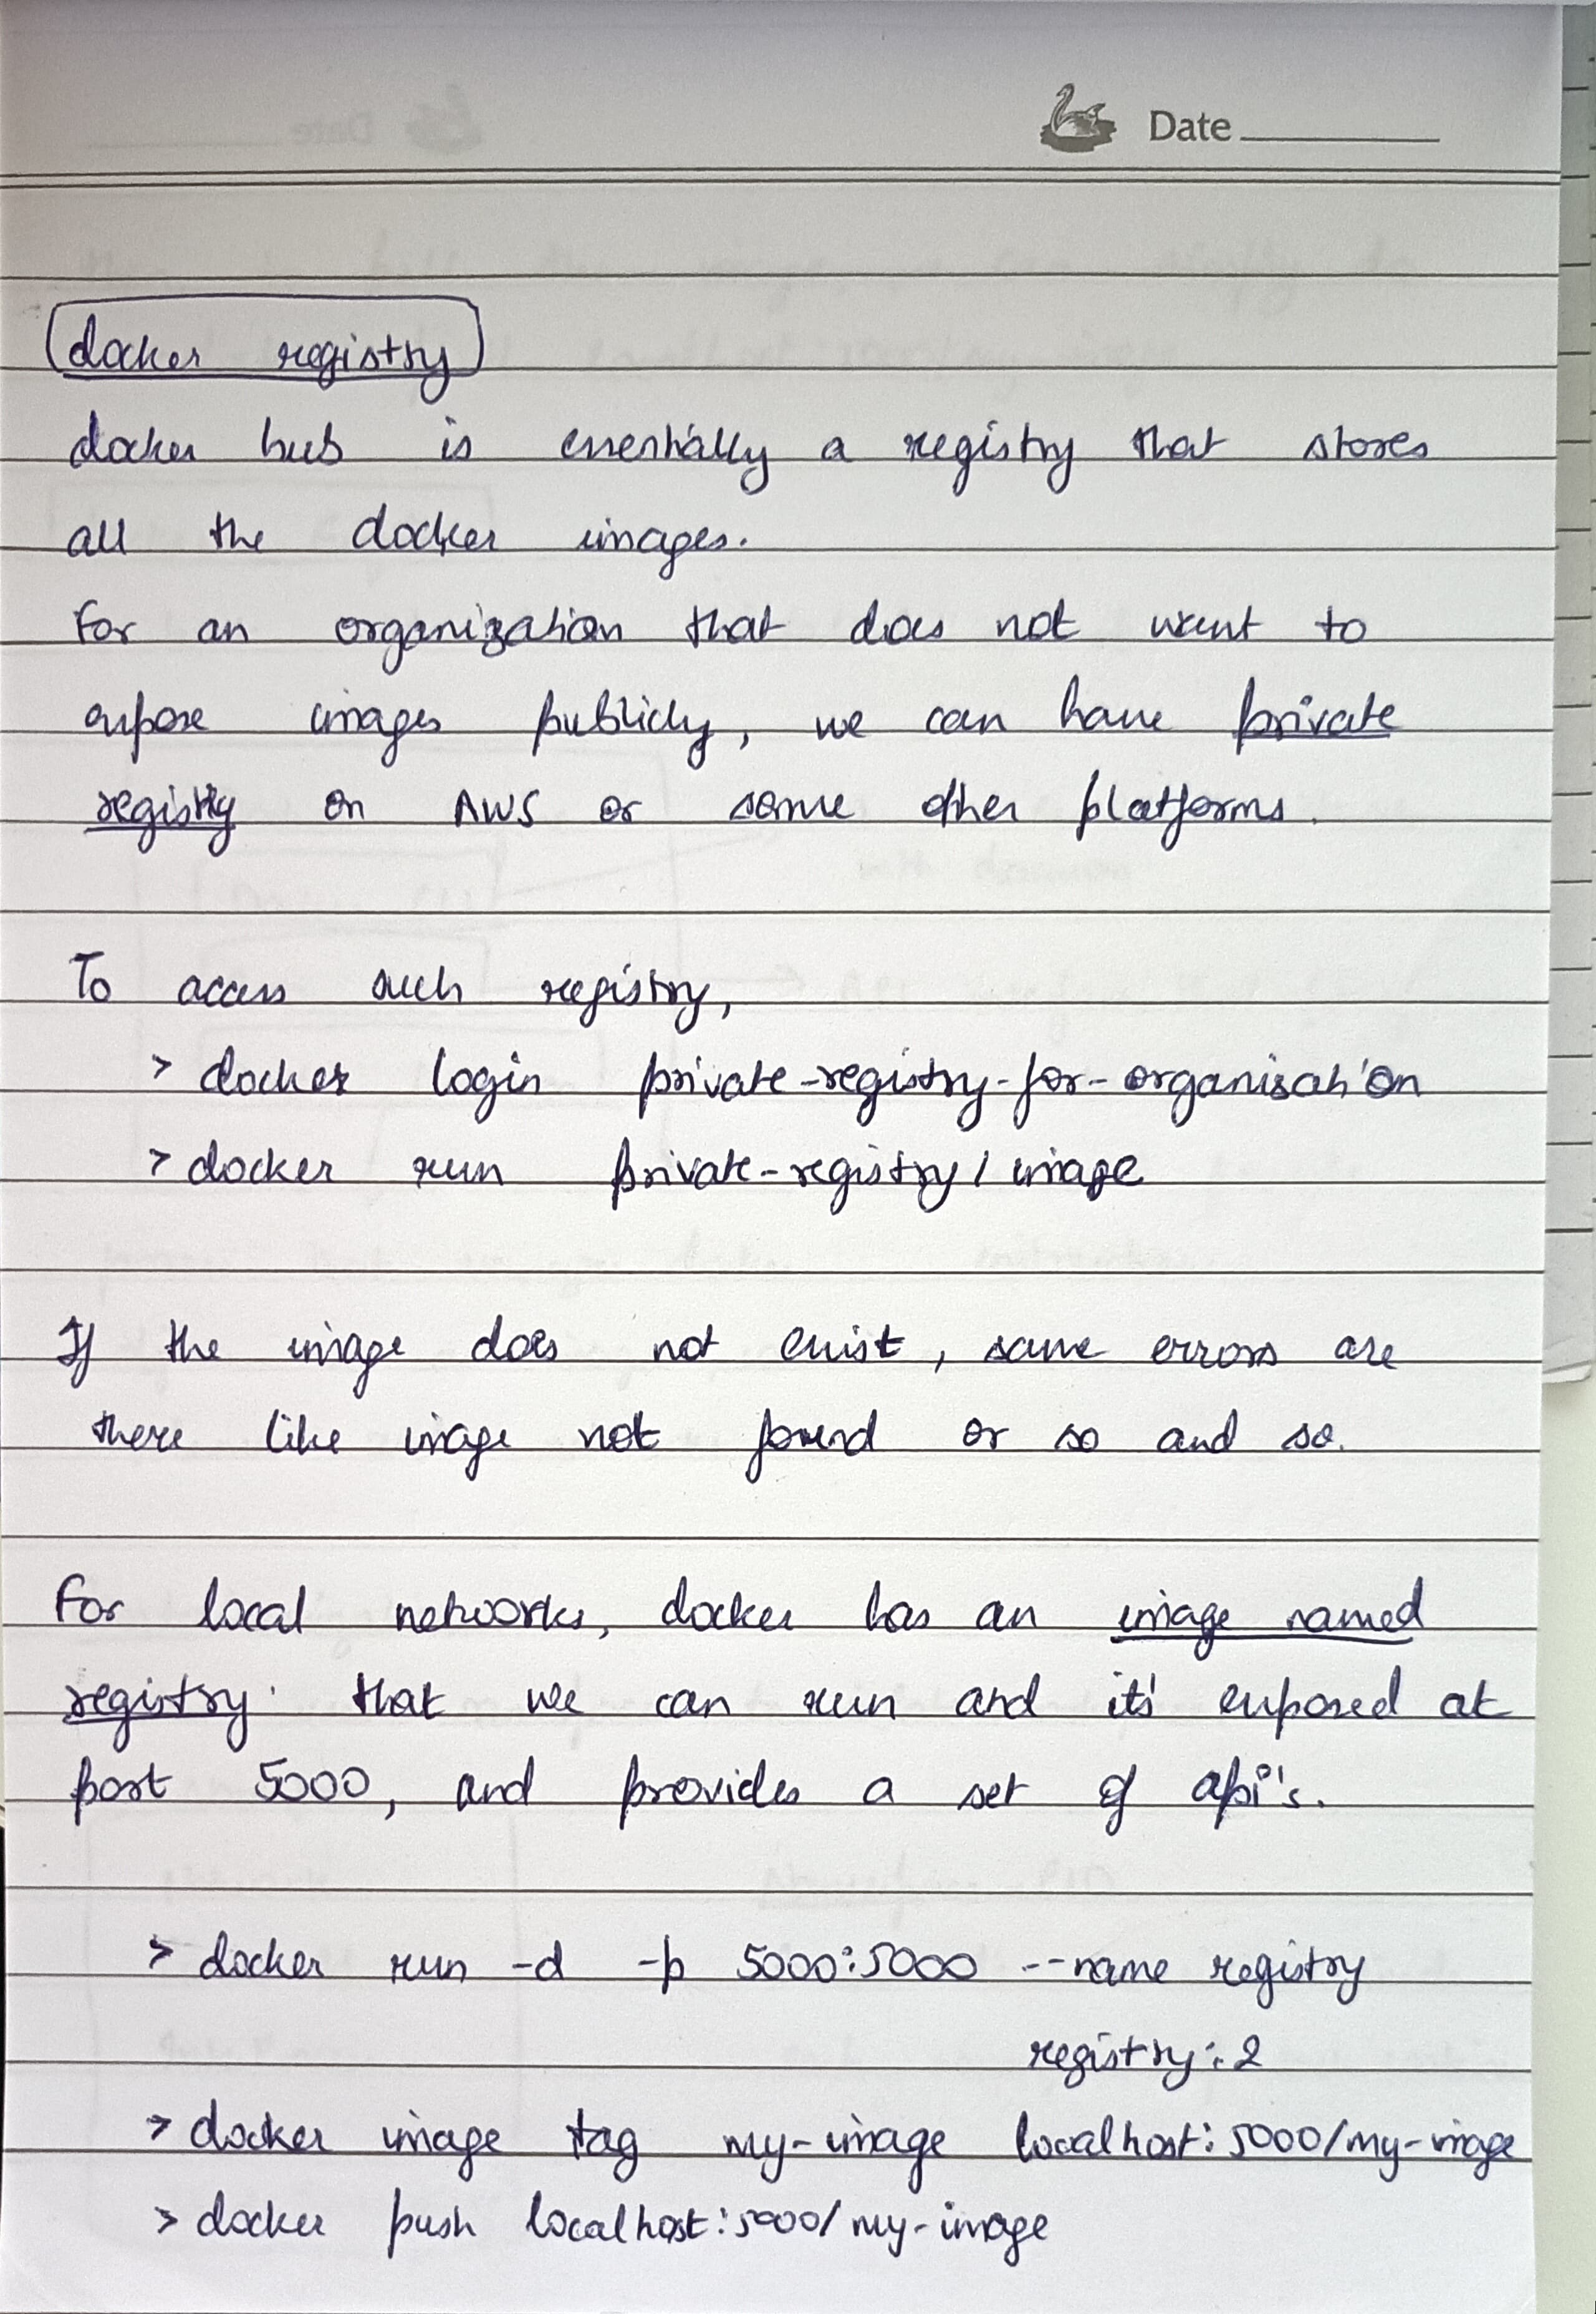 Date
docker registry
docker hub is essentially a registry that stores
all the docker images.
For an organization that does not want to
expose images publicly, we can have private
registry on AWS or some other platforms.
To access such registry,
> docker login private-registry-for-organisation
> docker run private-registry/image
If the image does not exist, some errors are
there like image not found or so and so.
For local networks, docker has an image named
registry that we can run and it's exposed at
port 5000, and provides a set of api's.
> docker run -d -p 5000:5000 --name registry
registry:2
> docker image tag my-image localhost:5000/my-image
> docker push localhost:5000/my-image